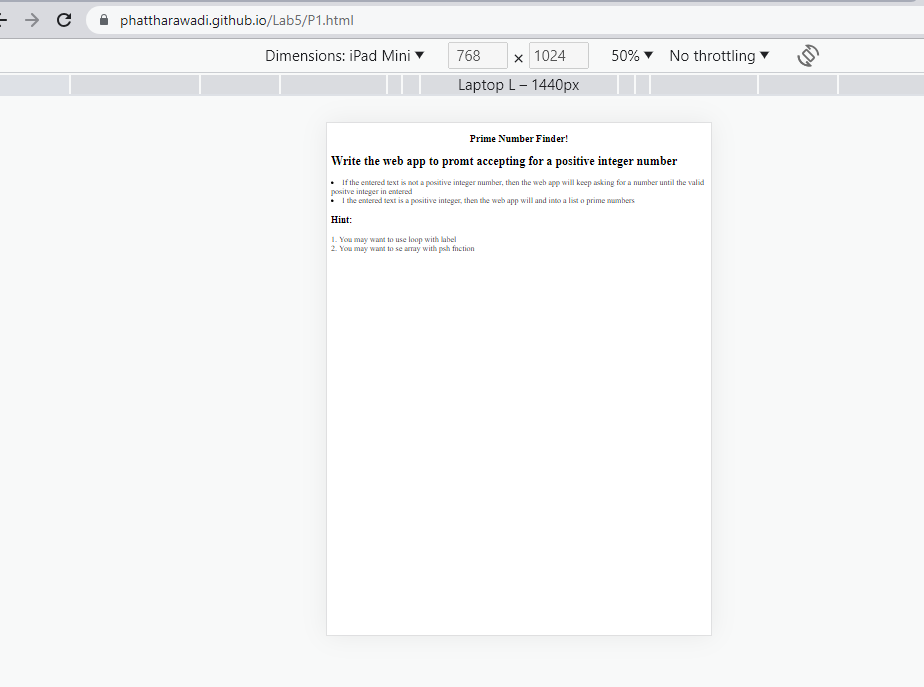 phattharawadi.github.io/Lab5/P1.html
Dimensions: iPad Mini ▼ 768 × 1024 50% ▼ No throttling ▼
Laptop L – 1440px
Prime Number Finder!
Write the web app to promt accepting for a positive integer number
• If the entered text is not a positive integer number, then the web app will keep asking for a number until the valid
positve integer in entered
• I the entered text is a positive integer, then the web app will and into a list o prime numbers
Hint:
1. You may want to use loop with label
2. You may want to se array with psh fnction